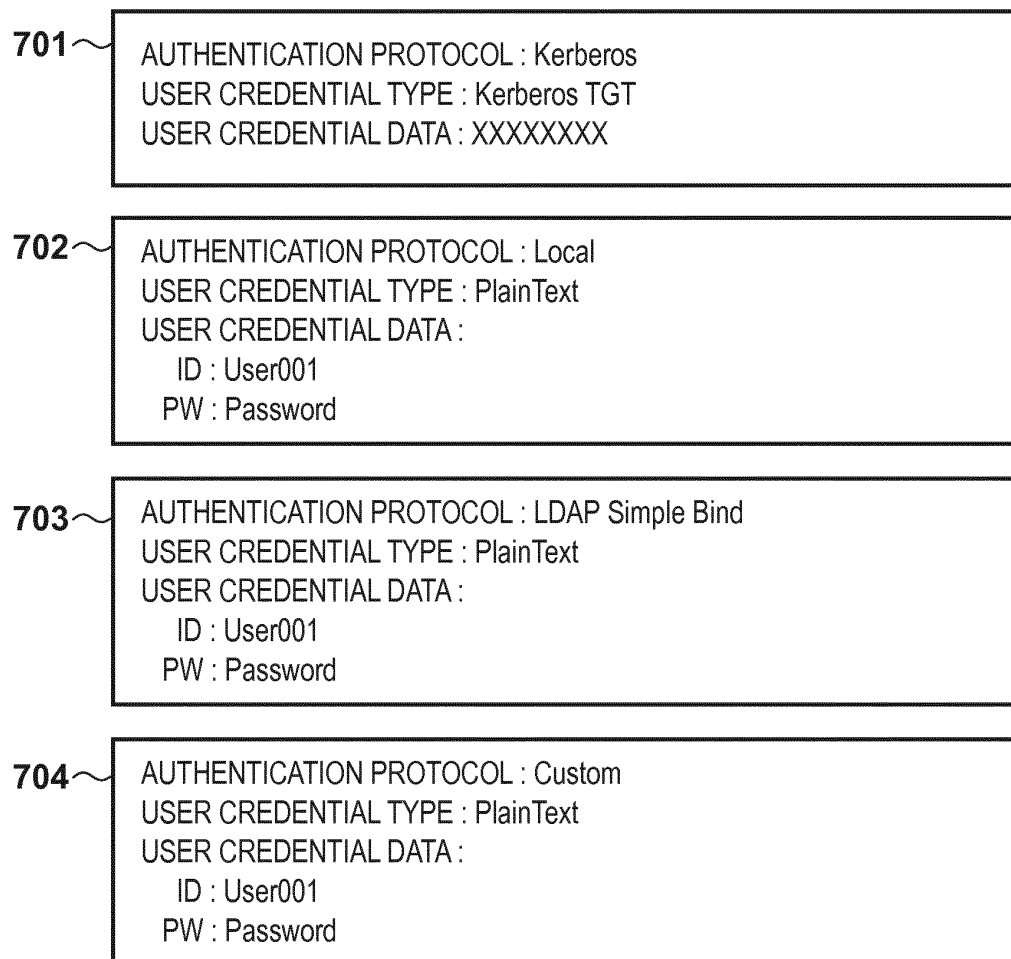 701
AUTHENTICATION PROTOCOL : Kerberos
USER CREDENTIAL TYPE : Kerberos TGT
USER CREDENTIAL DATA : XXXXXXXX
702
AUTHENTICATION PROTOCOL : Local
USER CREDENTIAL TYPE : PlainText
USER CREDENTIAL DATA :
ID : User001
PW : Password
703
AUTHENTICATION PROTOCOL : LDAP Simple Bind
USER CREDENTIAL TYPE : PlainText
USER CREDENTIAL DATA :
ID : User001
PW : Password
704
AUTHENTICATION PROTOCOL : Custom
USER CREDENTIAL TYPE : PlainText
USER CREDENTIAL DATA :
ID : User001
PW : Password